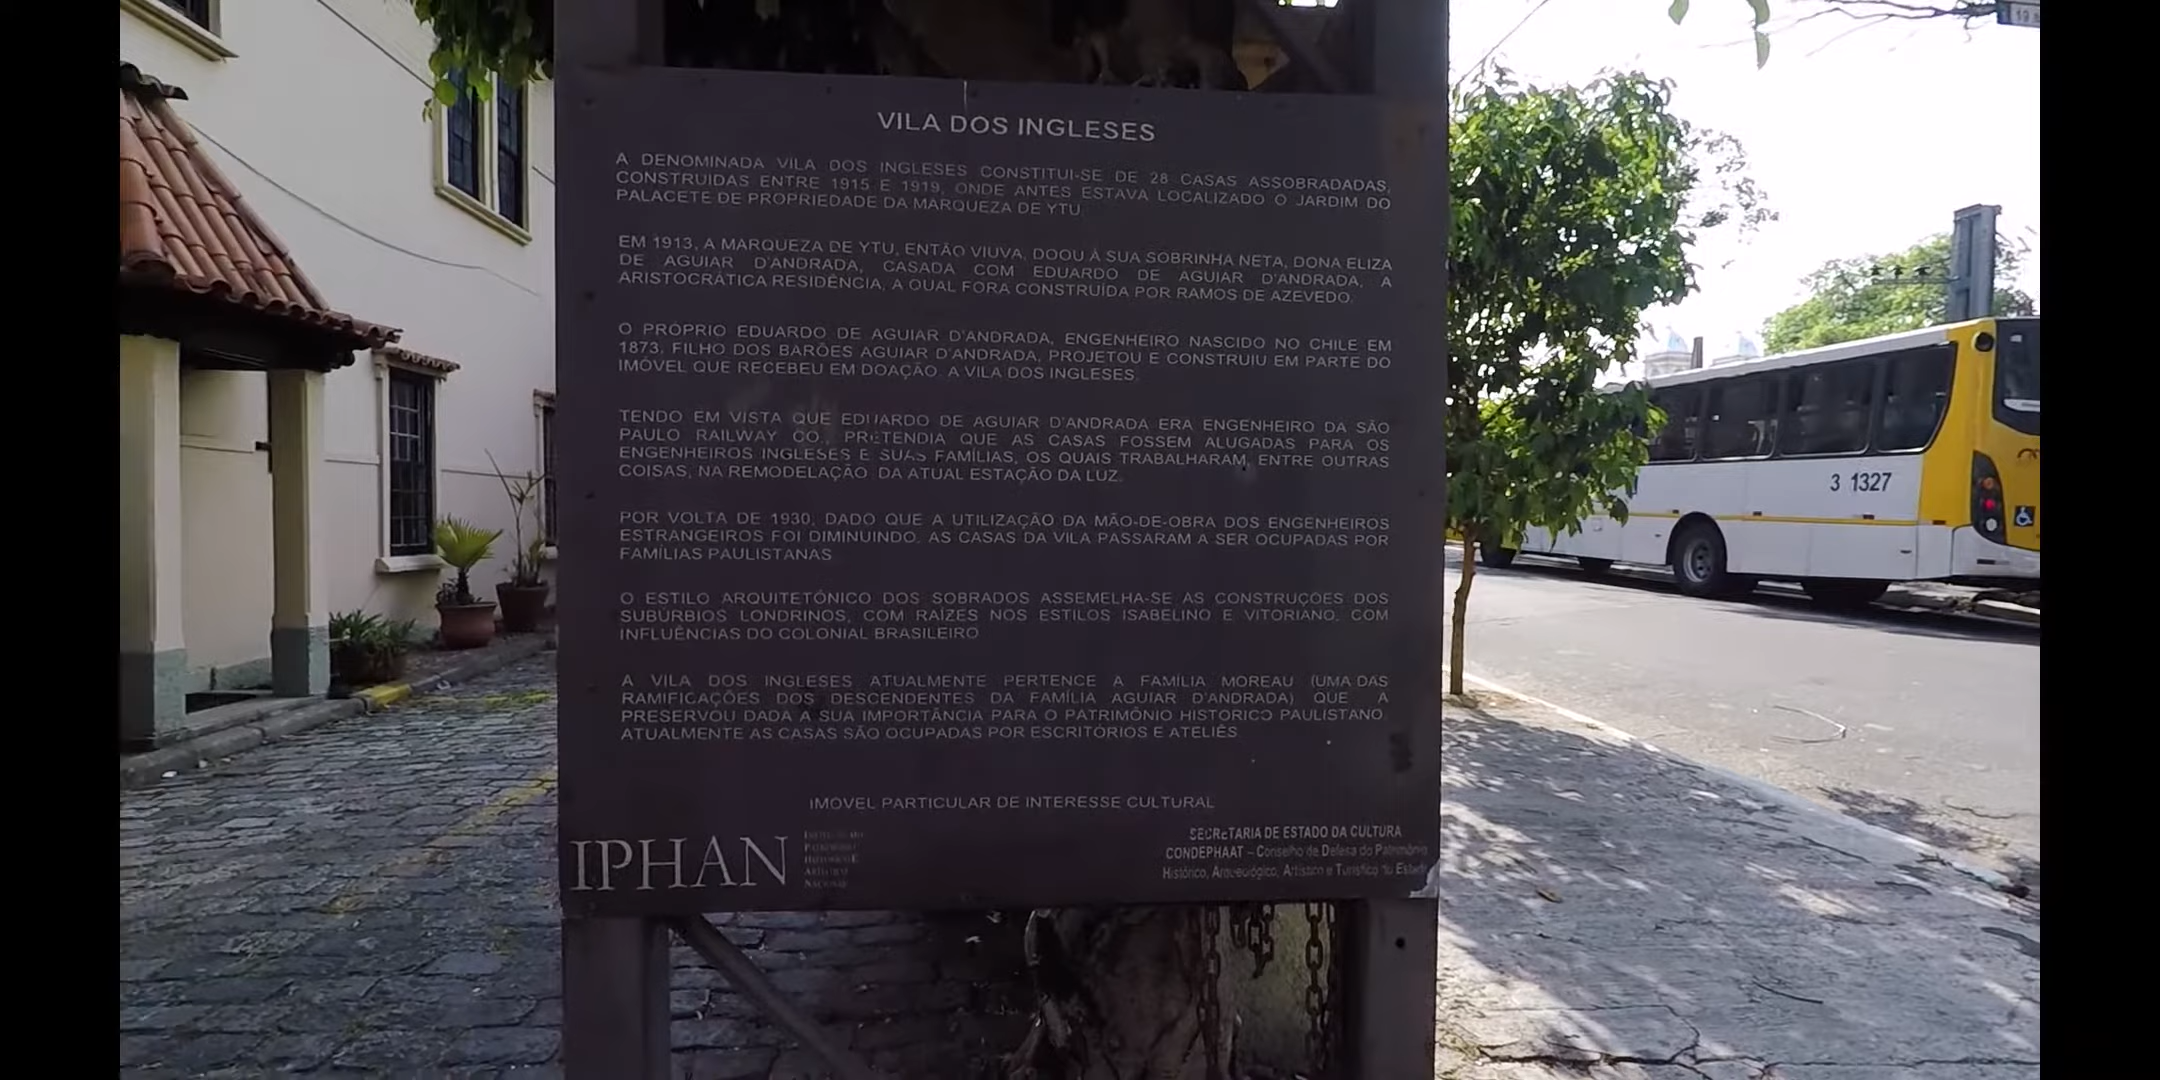 VILA DOS INGLESES
A DENOMINADA VILA DOS INGLESES CONSTITUI-SE DE 28 CASAS ASSOBRADADAS,
CONSTRUIDAS ENTRE 1915 E 1919, ONDE ANTES ESTAVA LOCALIZADO O JARDIM DO
PALACETE DE PROPRIEDADE DA MARQUEZA DE YTU.
EM 1913, A MARQUEZA DE YTU, ENTÃO VIUVA, DOOU À SUA SOBRINHA NETA, DONA ELIZA
DE AGUIAR D'ANDRADA, CASADA COM EDUARDO DE AGUIAR D'ANDRADA, A
ARISTOCRÁTICA RESIDÊNCIA, A QUAL FORA CONSTRUÍDA POR RAMOS DE AZEVEDO.
O PRÓPRIO EDUARDO DE AGUIAR D'ANDRADA, ENGENHEIRO NASCIDO NO CHILE EM
1873, FILHO DOS BARÕES AGUIAR D'ANDRADA, PROJETOU E CONSTRUIU EM PARTE DO
IMÓVEL QUE RECEBEU EM DOAÇÃO, A VILA DOS INGLESES.
TENDO EM VISTA QUE EDUARDO DE AGUIAR D'ANDRADA ERA ENGENHEIRO DA SÃO
PAULO RAILWAY CO., PRETENDIA QUE AS CASAS FOSSEM ALUGADAS PARA OS
ENGENHEIROS INGLESES E SUAS FAMÍLIAS, OS QUAIS TRABALHARAM, ENTRE OUTRAS
COISAS, NA REMODELAÇÃO DA ATUAL ESTAÇÃO DA LUZ.
POR VOLTA DE 1930, DADO QUE A UTILIZAÇÃO DA MÃO-DE-OBRA DOS ENGENHEIROS
ESTRANGEIROS FOI DIMINUINDO, AS CASAS DA VILA PASSARAM A SER OCUPADAS POR
FAMÍLIAS PAULISTANAS
O ESTILO ARQUITETÔNICO DOS SOBRADOS ASSEMELHA-SE AS CONSTRUÇÕES DOS
SUBÚRBIOS LONDRINOS, COM RAÍZES NOS ESTILOS ISABELINO E VITORIANO, COM
INFLUÊNCIAS DO COLONIAL BRASILEIRO
A VILA DOS INGLESES ATUALMENTE PERTENCE A FAMÍLIA MOREAU (UMA DAS
RAMIFICAÇÕES DOS DESCENDENTES DA FAMÍLIA AGUIAR D'ANDRADA) QUE A
PRESERVOU DADA A SUA IMPORTÂNCIA PARA O PATRIMÔNIO HISTÓRICO PAULISTANO.
ATUALMENTE AS CASAS SÃO OCUPADAS POR ESCRITÓRIOS E ATELIÊS
IMOVEL PARTICULAR DE INTERESSE CULTURAL
IPHAN
SECRETARIA DE ESTADO DA CULTURA
CONDEPHAAT – Conselho de Defesa do Patrimônio
Histórico, Arqueológico, Artístico e Turístico do Estado
3 1327